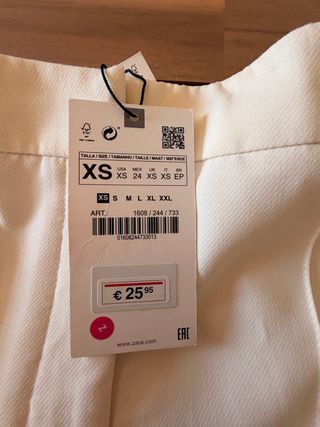 FSC
TALLA / SIZE / TAMANHO / TAILLE / MAAT / ΜΕΓΕΘΟΣ
XS
USA MEX UK IT BR
XS 24 XS XS EP
XS S M L XL XXL
ART.: 1608 / 244 / 733
01608244733013
€ 25.95
Z
www.zara.com
EAC